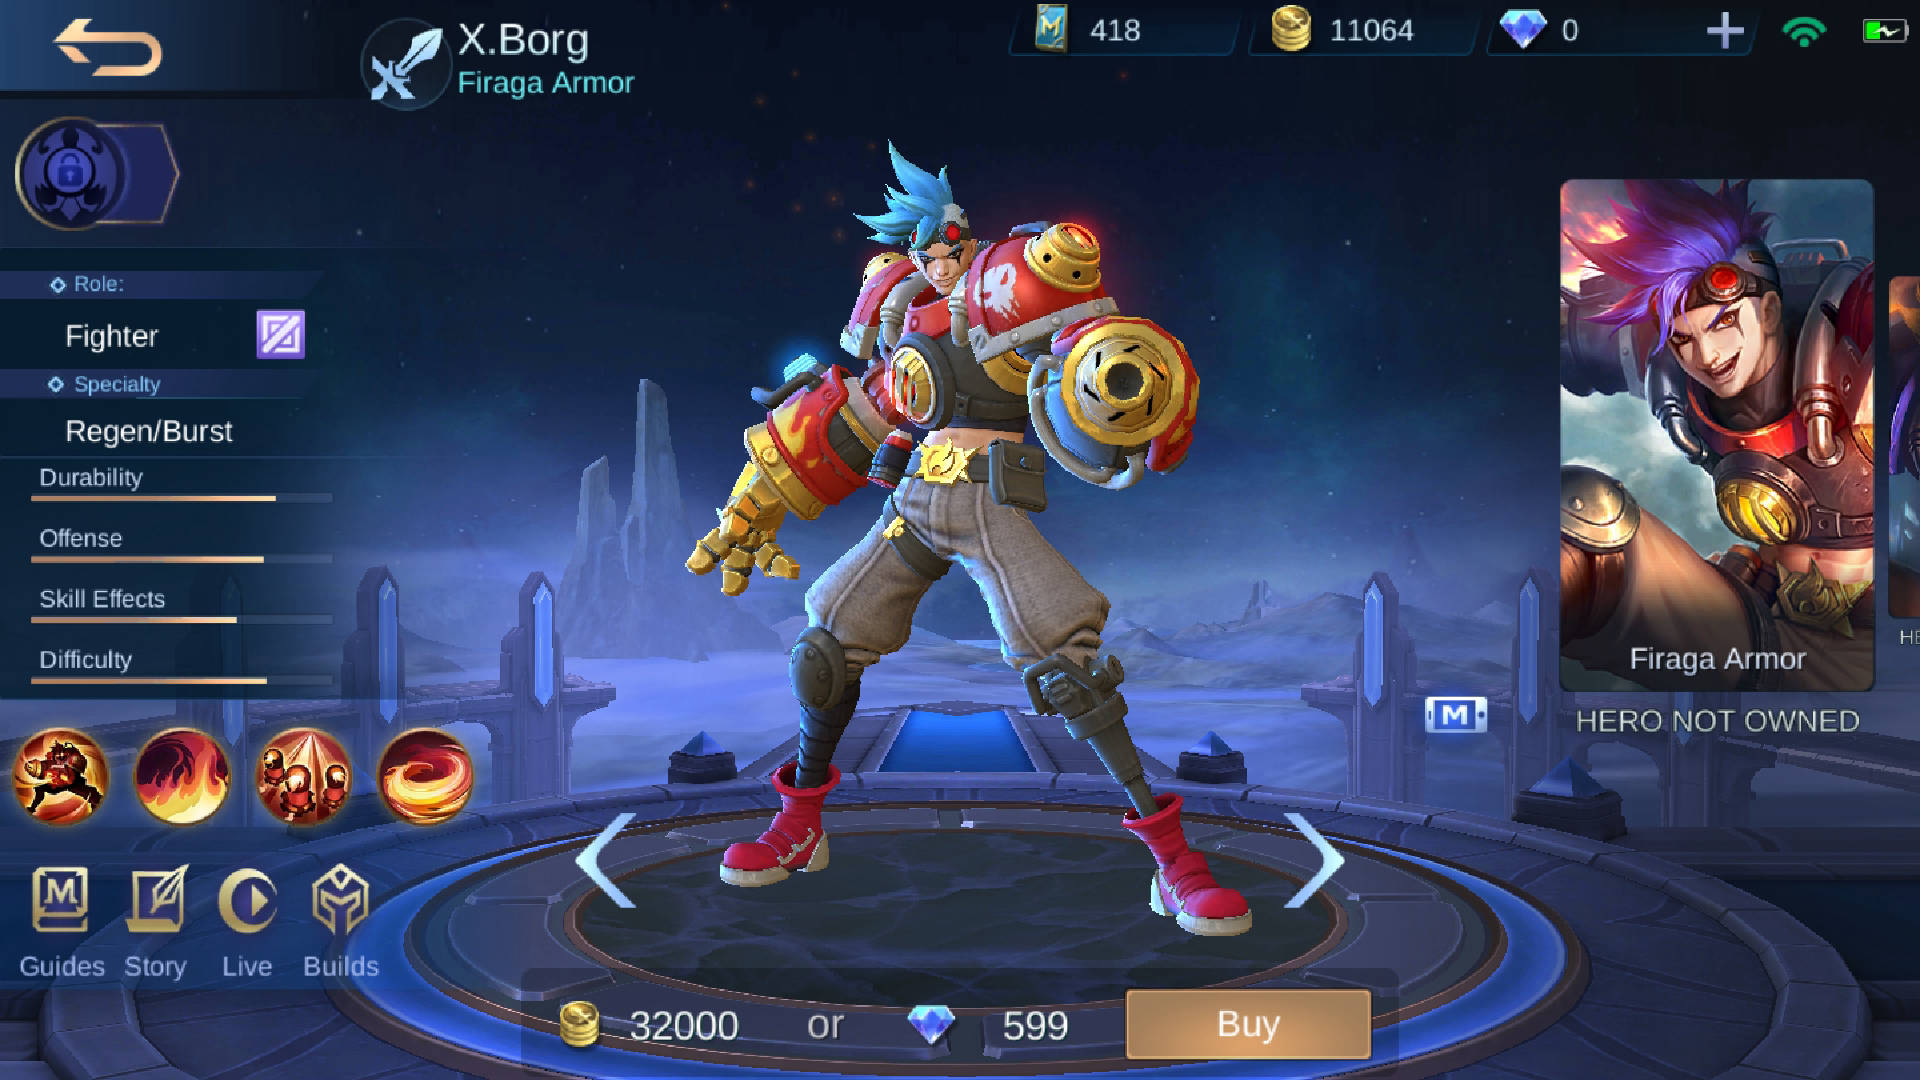 X.Borg
Firaga Armor
418
11064
0
Role:
Fighter
Specialty
Regen/Burst
Durability
Offense
Skill Effects
Difficulty
Guides
Story
Live
Builds
Firaga Armor
HERO NOT OWNED
HE
M
M
M
32000 or 599
Buy